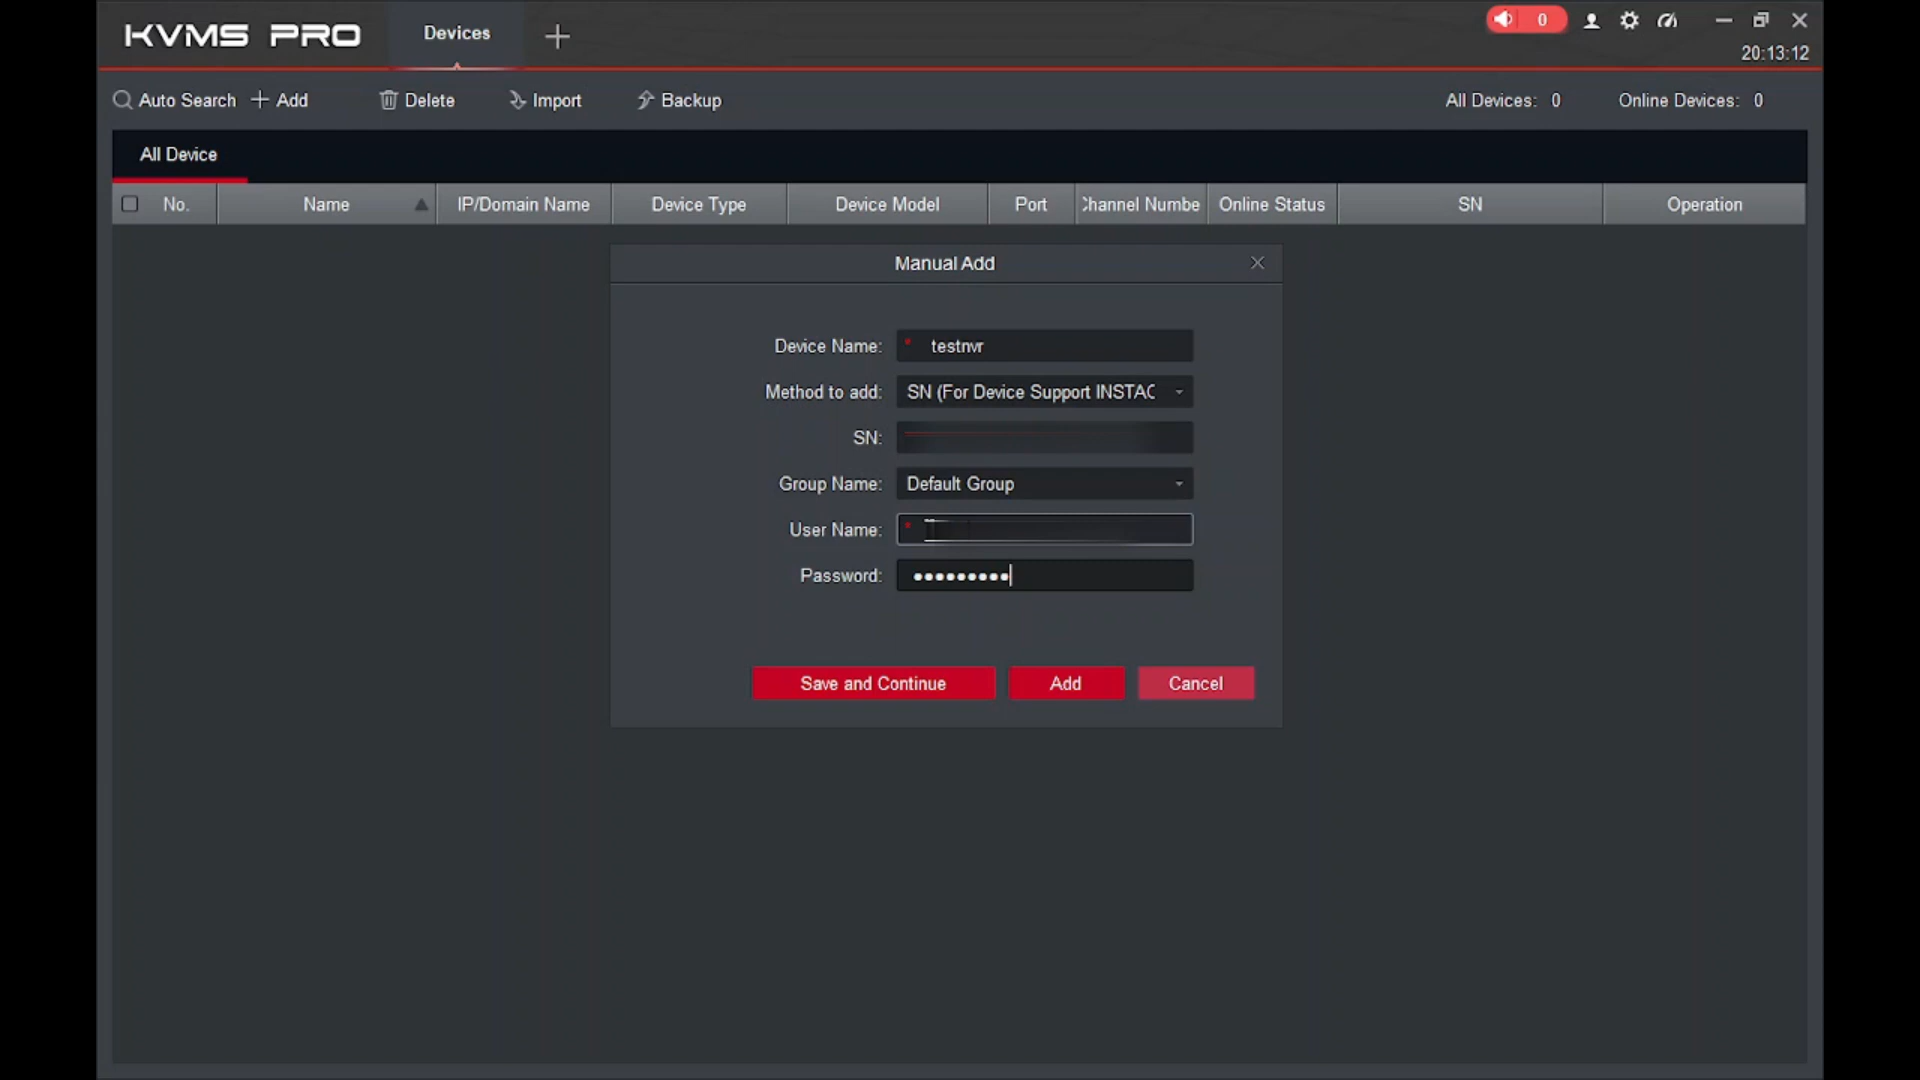 KVMS PRO
Devices
0
20:13:12
Auto Search
Add
Delete
Import
Backup
All Devices: 0
Online Devices: 0
All Device
No.
Name
IP/Domain Name
Device Type
Device Model
Port
Channel Numbe
Online Status
SN
Operation
Manual Add
Device Name: * testnvr
Method to add: SN (For Device Support INSTAC
SN:
Group Name: Default Group
User Name: *
Password: •••••••••
Save and Continue
Add
Cancel